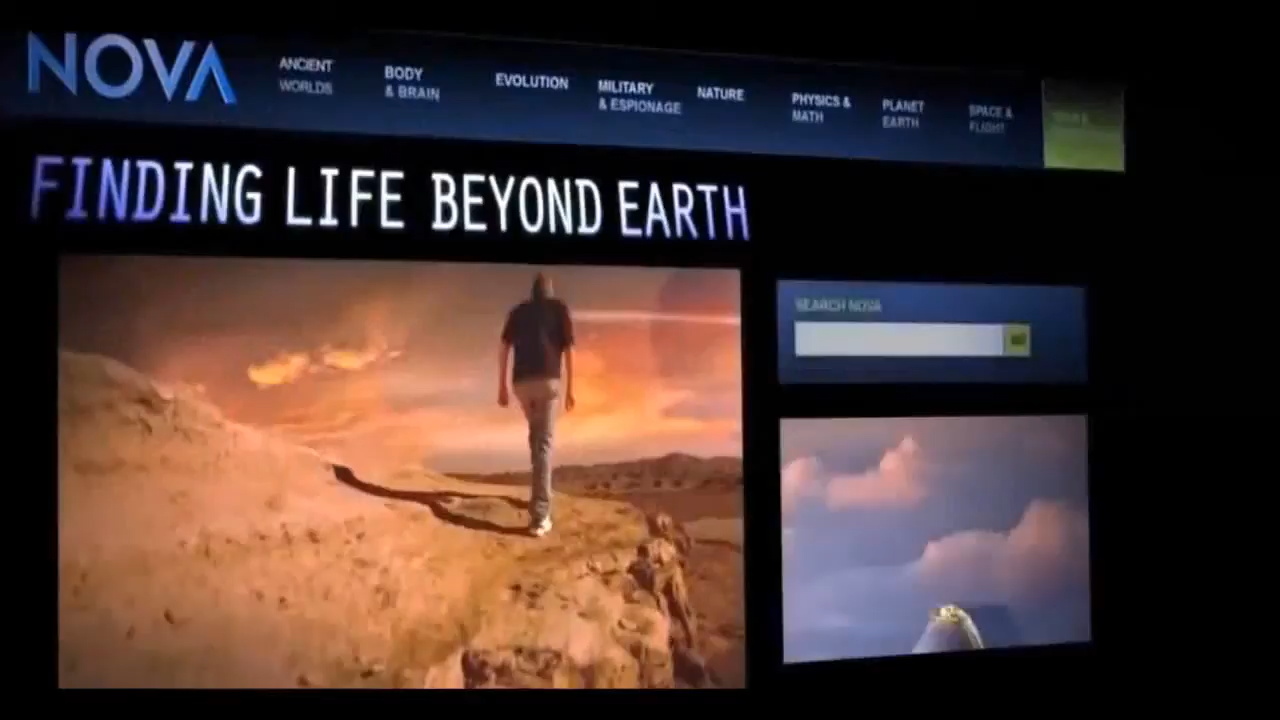 NOVA
ANCIENT
WORLDS
BODY
& BRAIN
EVOLUTION
MILITARY
& ESPIONAGE
NATURE
PHYSICS &
MATH
PLANET
EARTH
SPACE &
FLIGHT
FINDING LIFE BEYOND EARTH
SEARCH NOVA